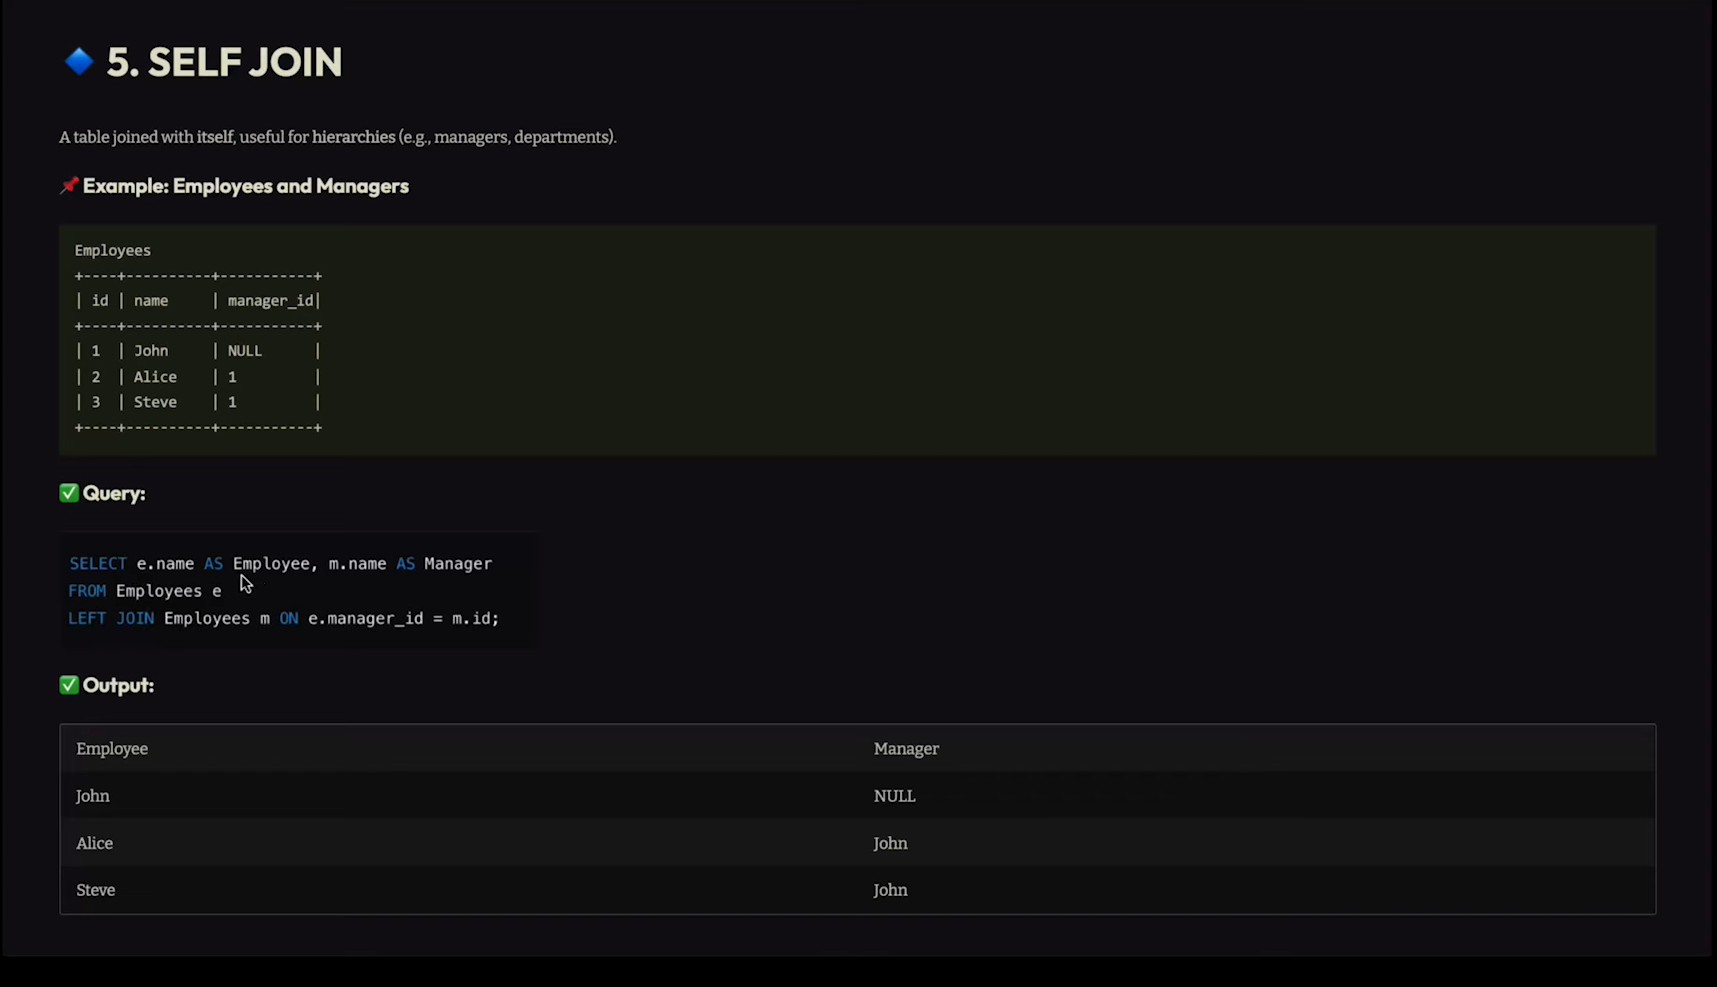 5. SELF JOIN
A table joined with itself, useful for hierarchies (e.g., managers, departments).
Example: Employees and Managers
Employees
+----+----------+-----------+
| id | name     | manager_id|
+----+----------+-----------+
| 1  | John     | NULL      |
| 2  | Alice    | 1         |
| 3  | Steve    | 1         |
+----+----------+-----------+
Query:
SELECT e.name AS Employee, m.name AS Manager
FROM Employees e
LEFT JOIN Employees m ON e.manager_id = m.id;
Output:
Employee Manager
John NULL
Alice John
Steve John